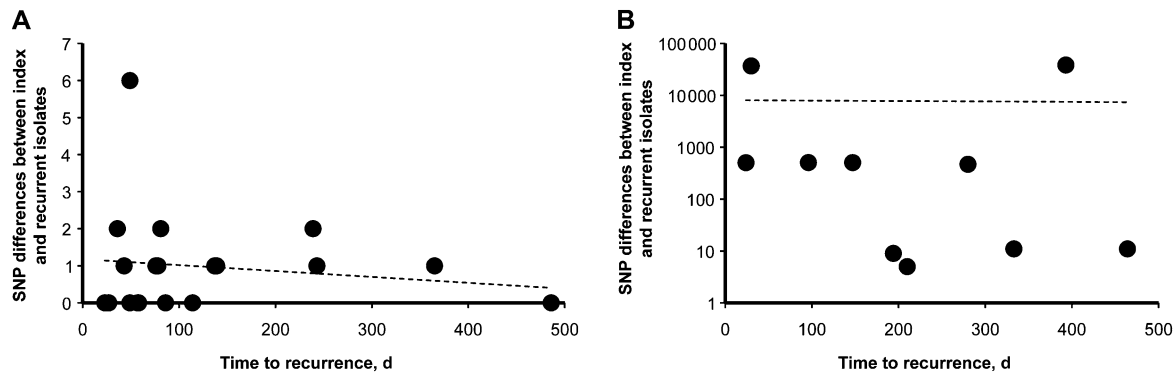 A
SNP differences between index
and recurrent isolates
7
6
5
4
3
2
1
0
0 100 200 300 400 500
Time to recurrence, d
B
SNP differences between index
and recurrent isolates
100 000
10 000
1000
100
10
1
0 100 200 300 400 500
Time to recurrence, d